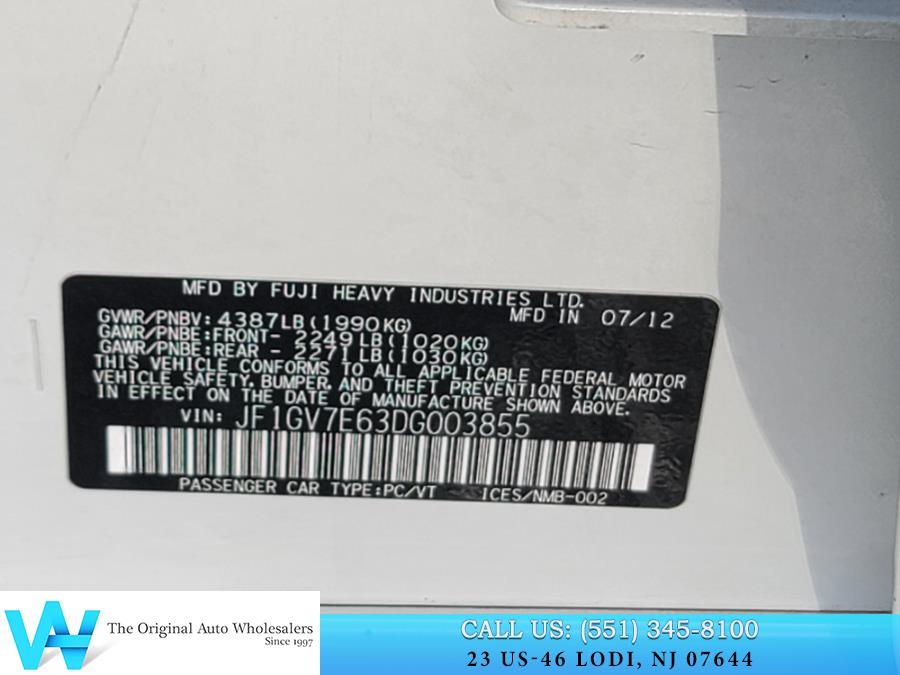 MFD BY FUJI HEAVY INDUSTRIES LTD.
GVWR/PNBV: 4387LB(1990KG) MFD IN 07/12
GAWR/PNBE:FRONT- 2249LB(1020KG)
GAWR/PNBE:REAR - 2271LB(1030KG)
THIS VEHICLE CONFORMS TO ALL APPLICABLE FEDERAL MOTOR
VEHICLE SAFETY, BUMPER, AND THEFT PREVENTION STANDARDS
IN EFFECT ON THE DATE OF MANUFACTURE SHOWN ABOVE.
VIN: JF1GV7E63DG003855
PASSENGER CAR TYPE:PC/VT ICES/NMB-002
The Original Auto Wholesalers
Since 1997
CALL US: (551) 345-8100
23 US-46 LODI, NJ 07644